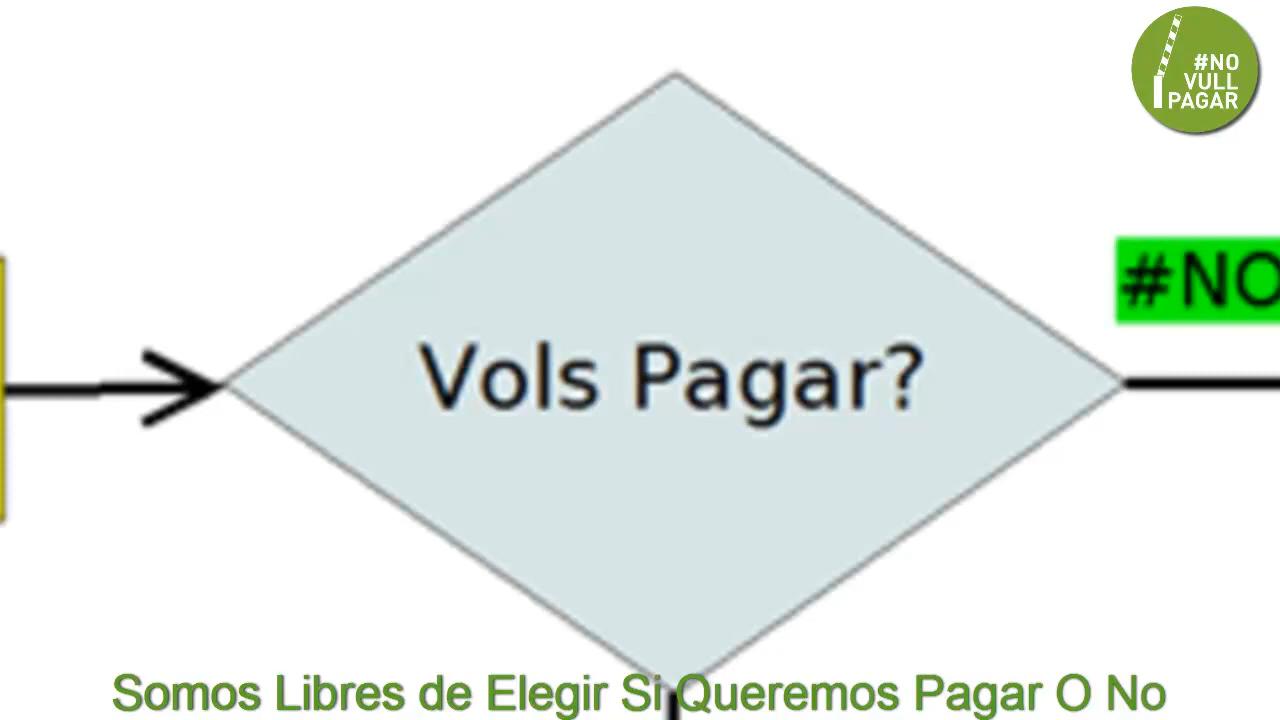 #NO
VULL
PAGAR
#NO
Vols Pagar?
Somos Libres de Elegir Si Queremos Pagar O No